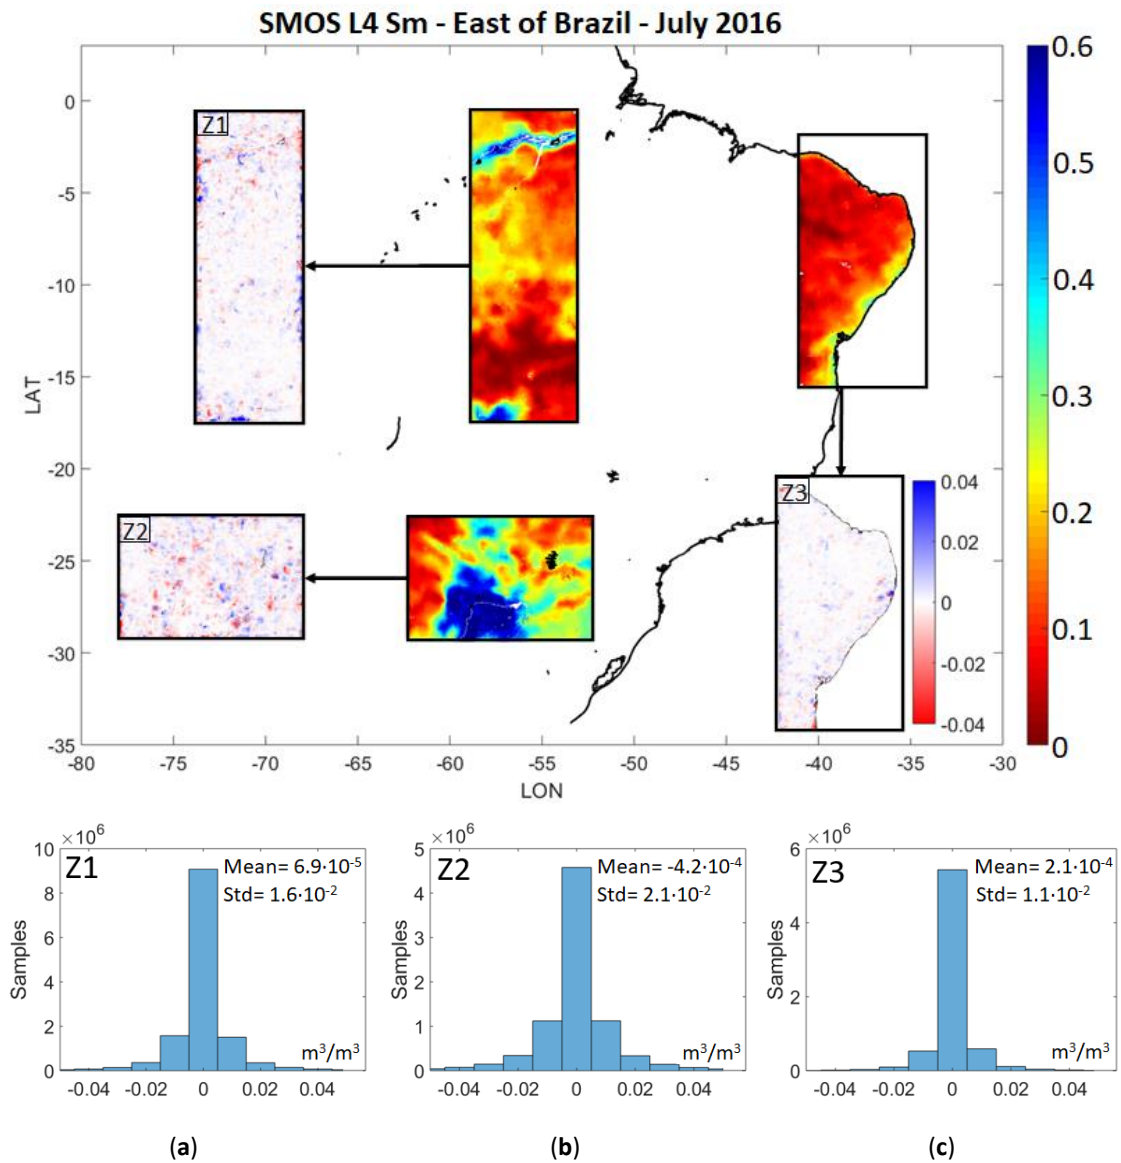 SMOS L4 Sm - East of Brazil - July 2016
0
-5
-10
-15
-20
-25
-30
-35
LAT
-80
-75
-70
-65
-60
-55
-50
-45
-40
-35
-30
LON
Z1
Z2
Z3
0.04
0.02
0
-0.02
-0.04
0.6
0.5
0.4
0.3
0.2
0.1
0
×10⁶
10
8
6
4
2
0
Samples
Z1
Mean= 6.9·10⁻⁵
Std= 1.6·10⁻²
m³/m³
-0.04
-0.02
0
0.02
0.04
(a)
×10⁶
5
4
3
2
1
0
Samples
Z2
Mean= -4.2·10⁻⁴
Std= 2.1·10⁻²
m³/m³
-0.04
-0.02
0
0.02
0.04
(b)
×10⁶
6
4
2
0
Samples
Z3
Mean= 2.1·10⁻⁴
Std= 1.1·10⁻²
m³/m³
-0.04
-0.02
0
0.02
0.04
(c)